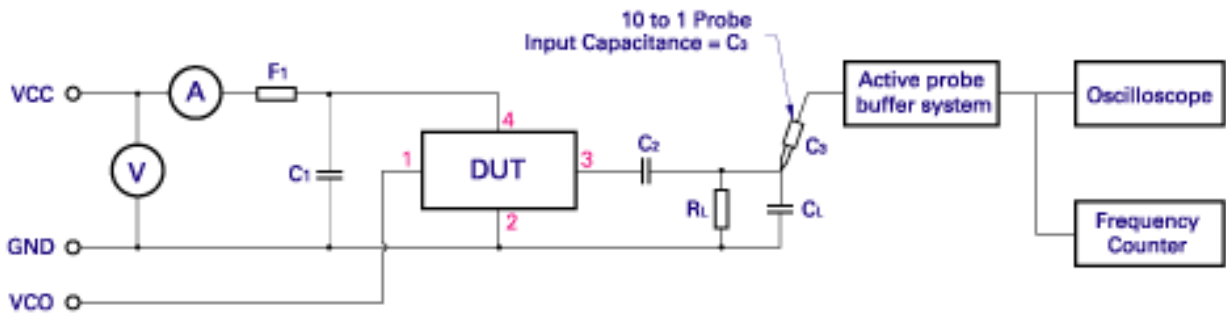 10 to 1 Probe
Input Capacitance = C3
VCC
A
F1
Active probe
buffer system
Oscilloscope
V
C1
4
1
DUT
3
2
C2
C3
RL
CL
GND
VCO
Frequency
Counter